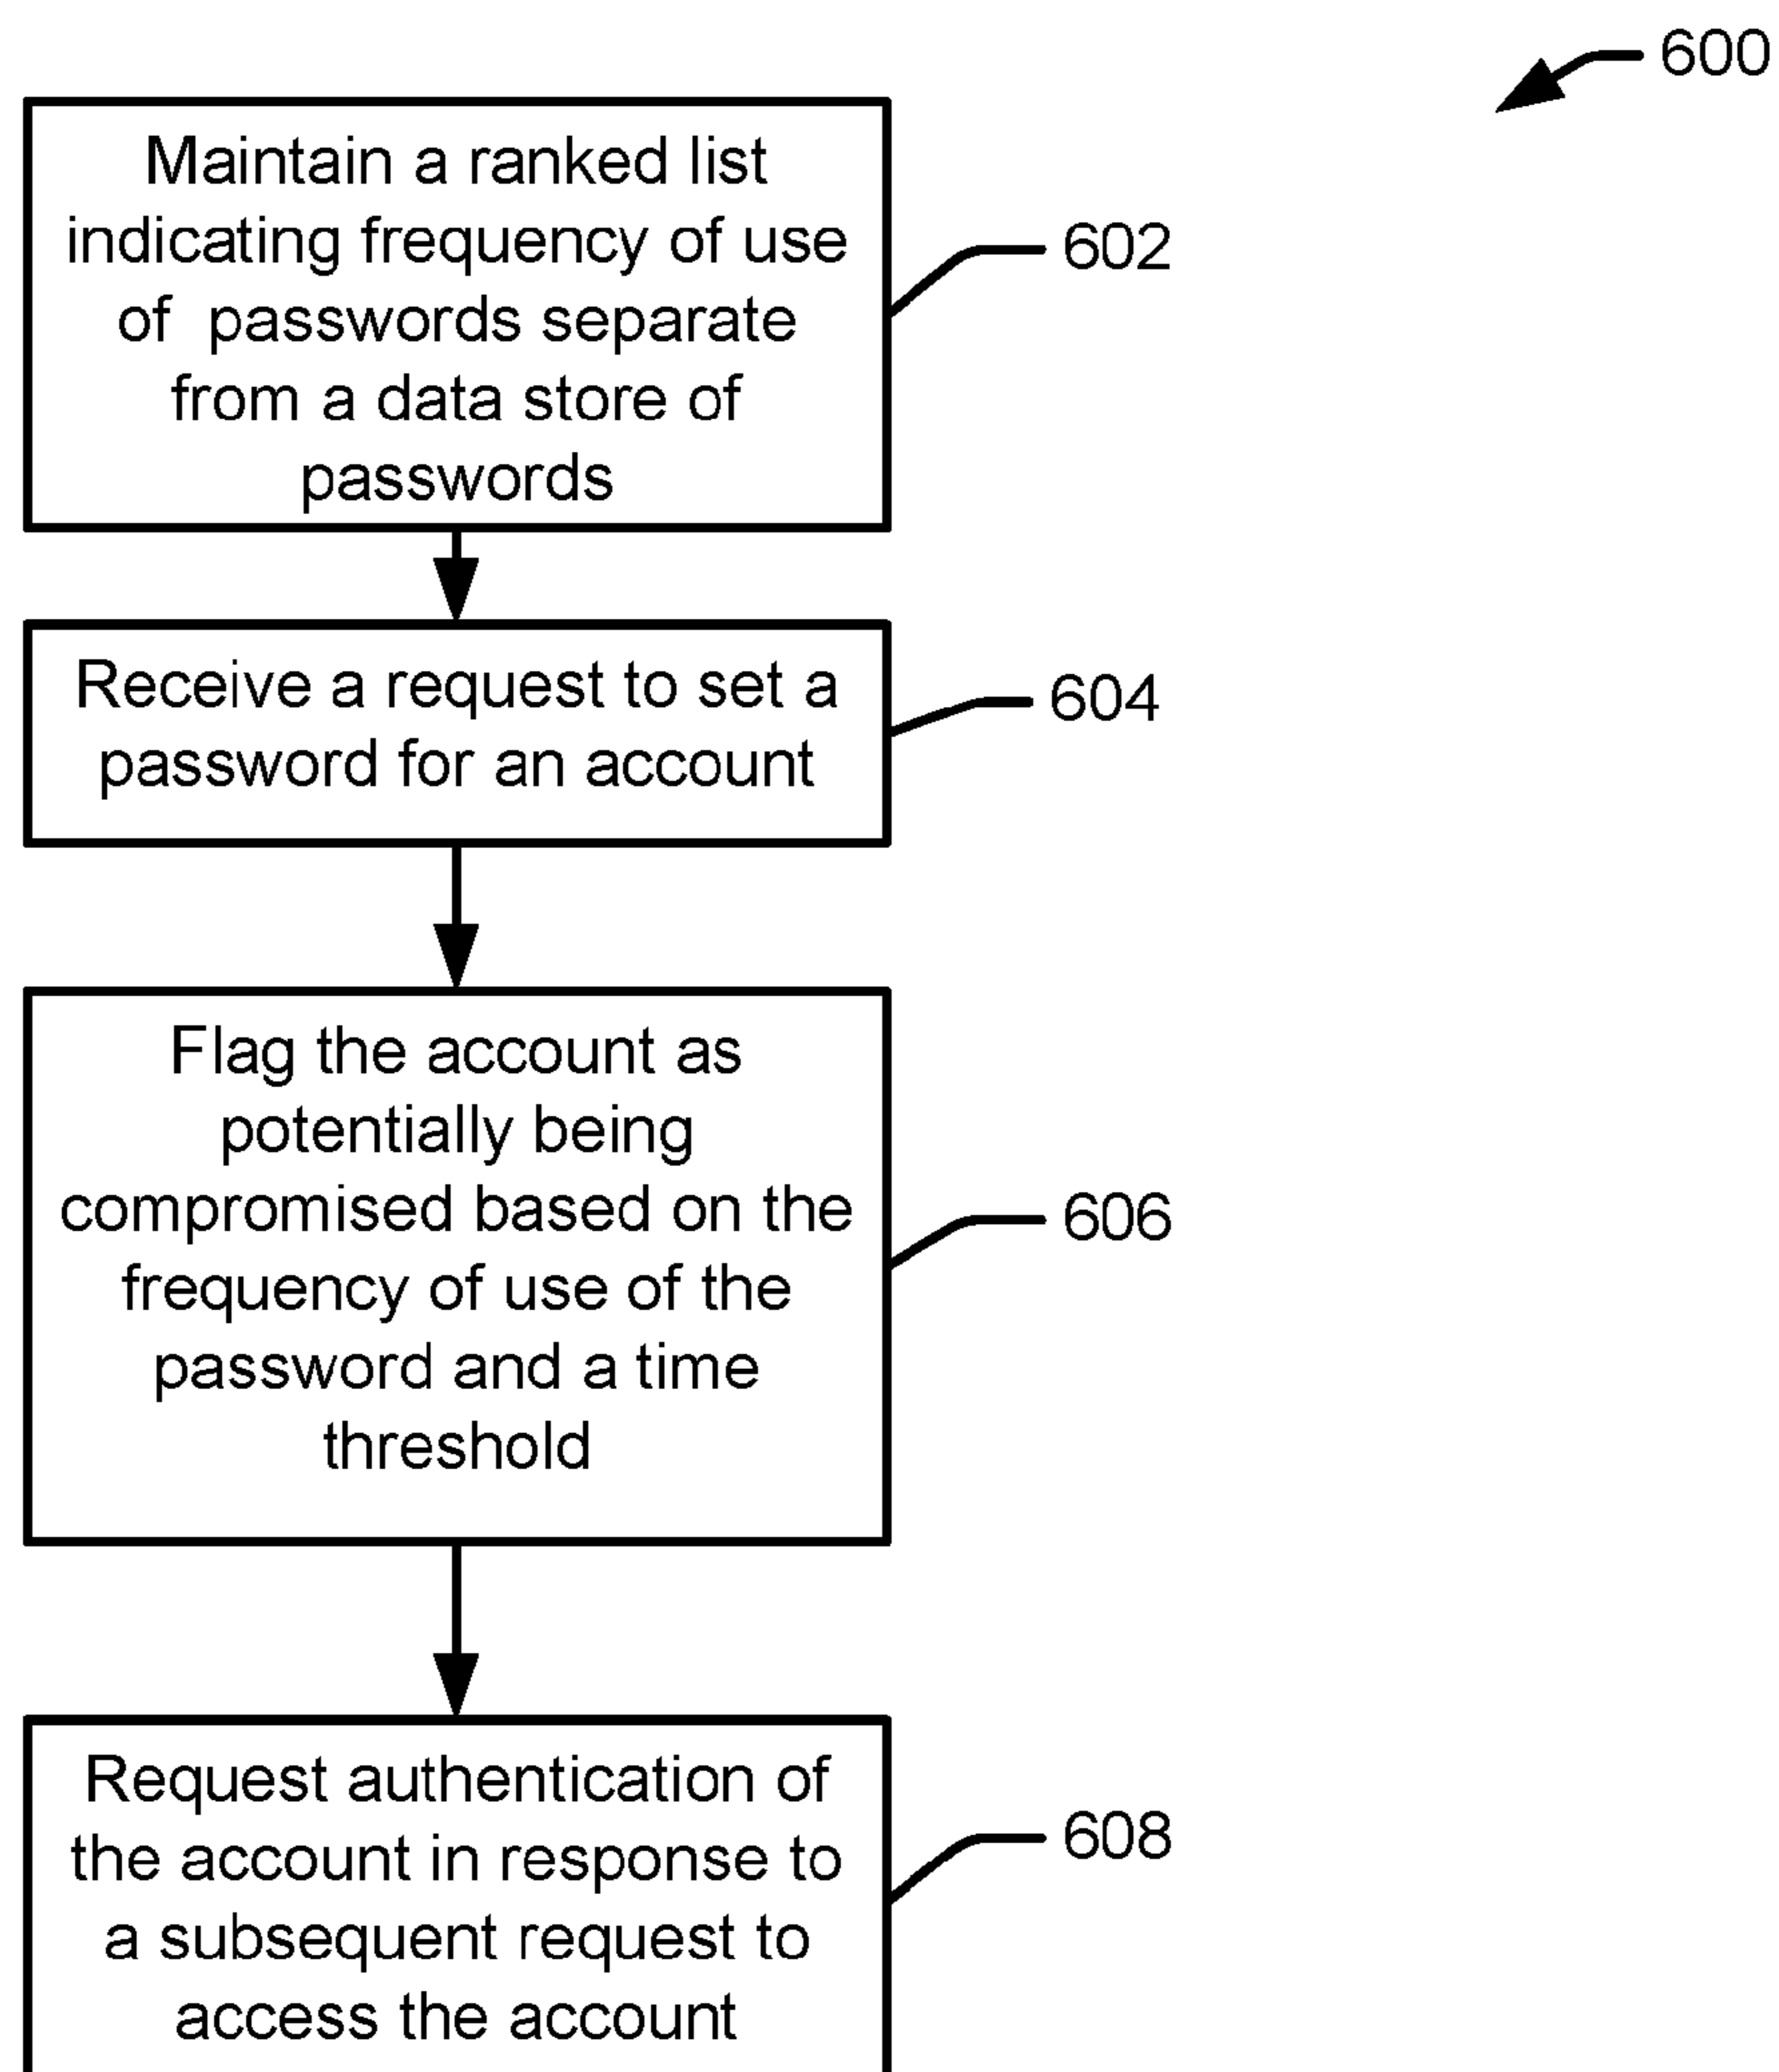 600
Maintain a ranked list
indicating frequency of use
of passwords separate
from a data store of
passwords
602
Receive a request to set a
password for an account
604
Flag the account as
potentially being
compromised based on the
frequency of use of the
password and a time
threshold
606
Request authentication of
the account in response to
a subsequent request to
access the account
608